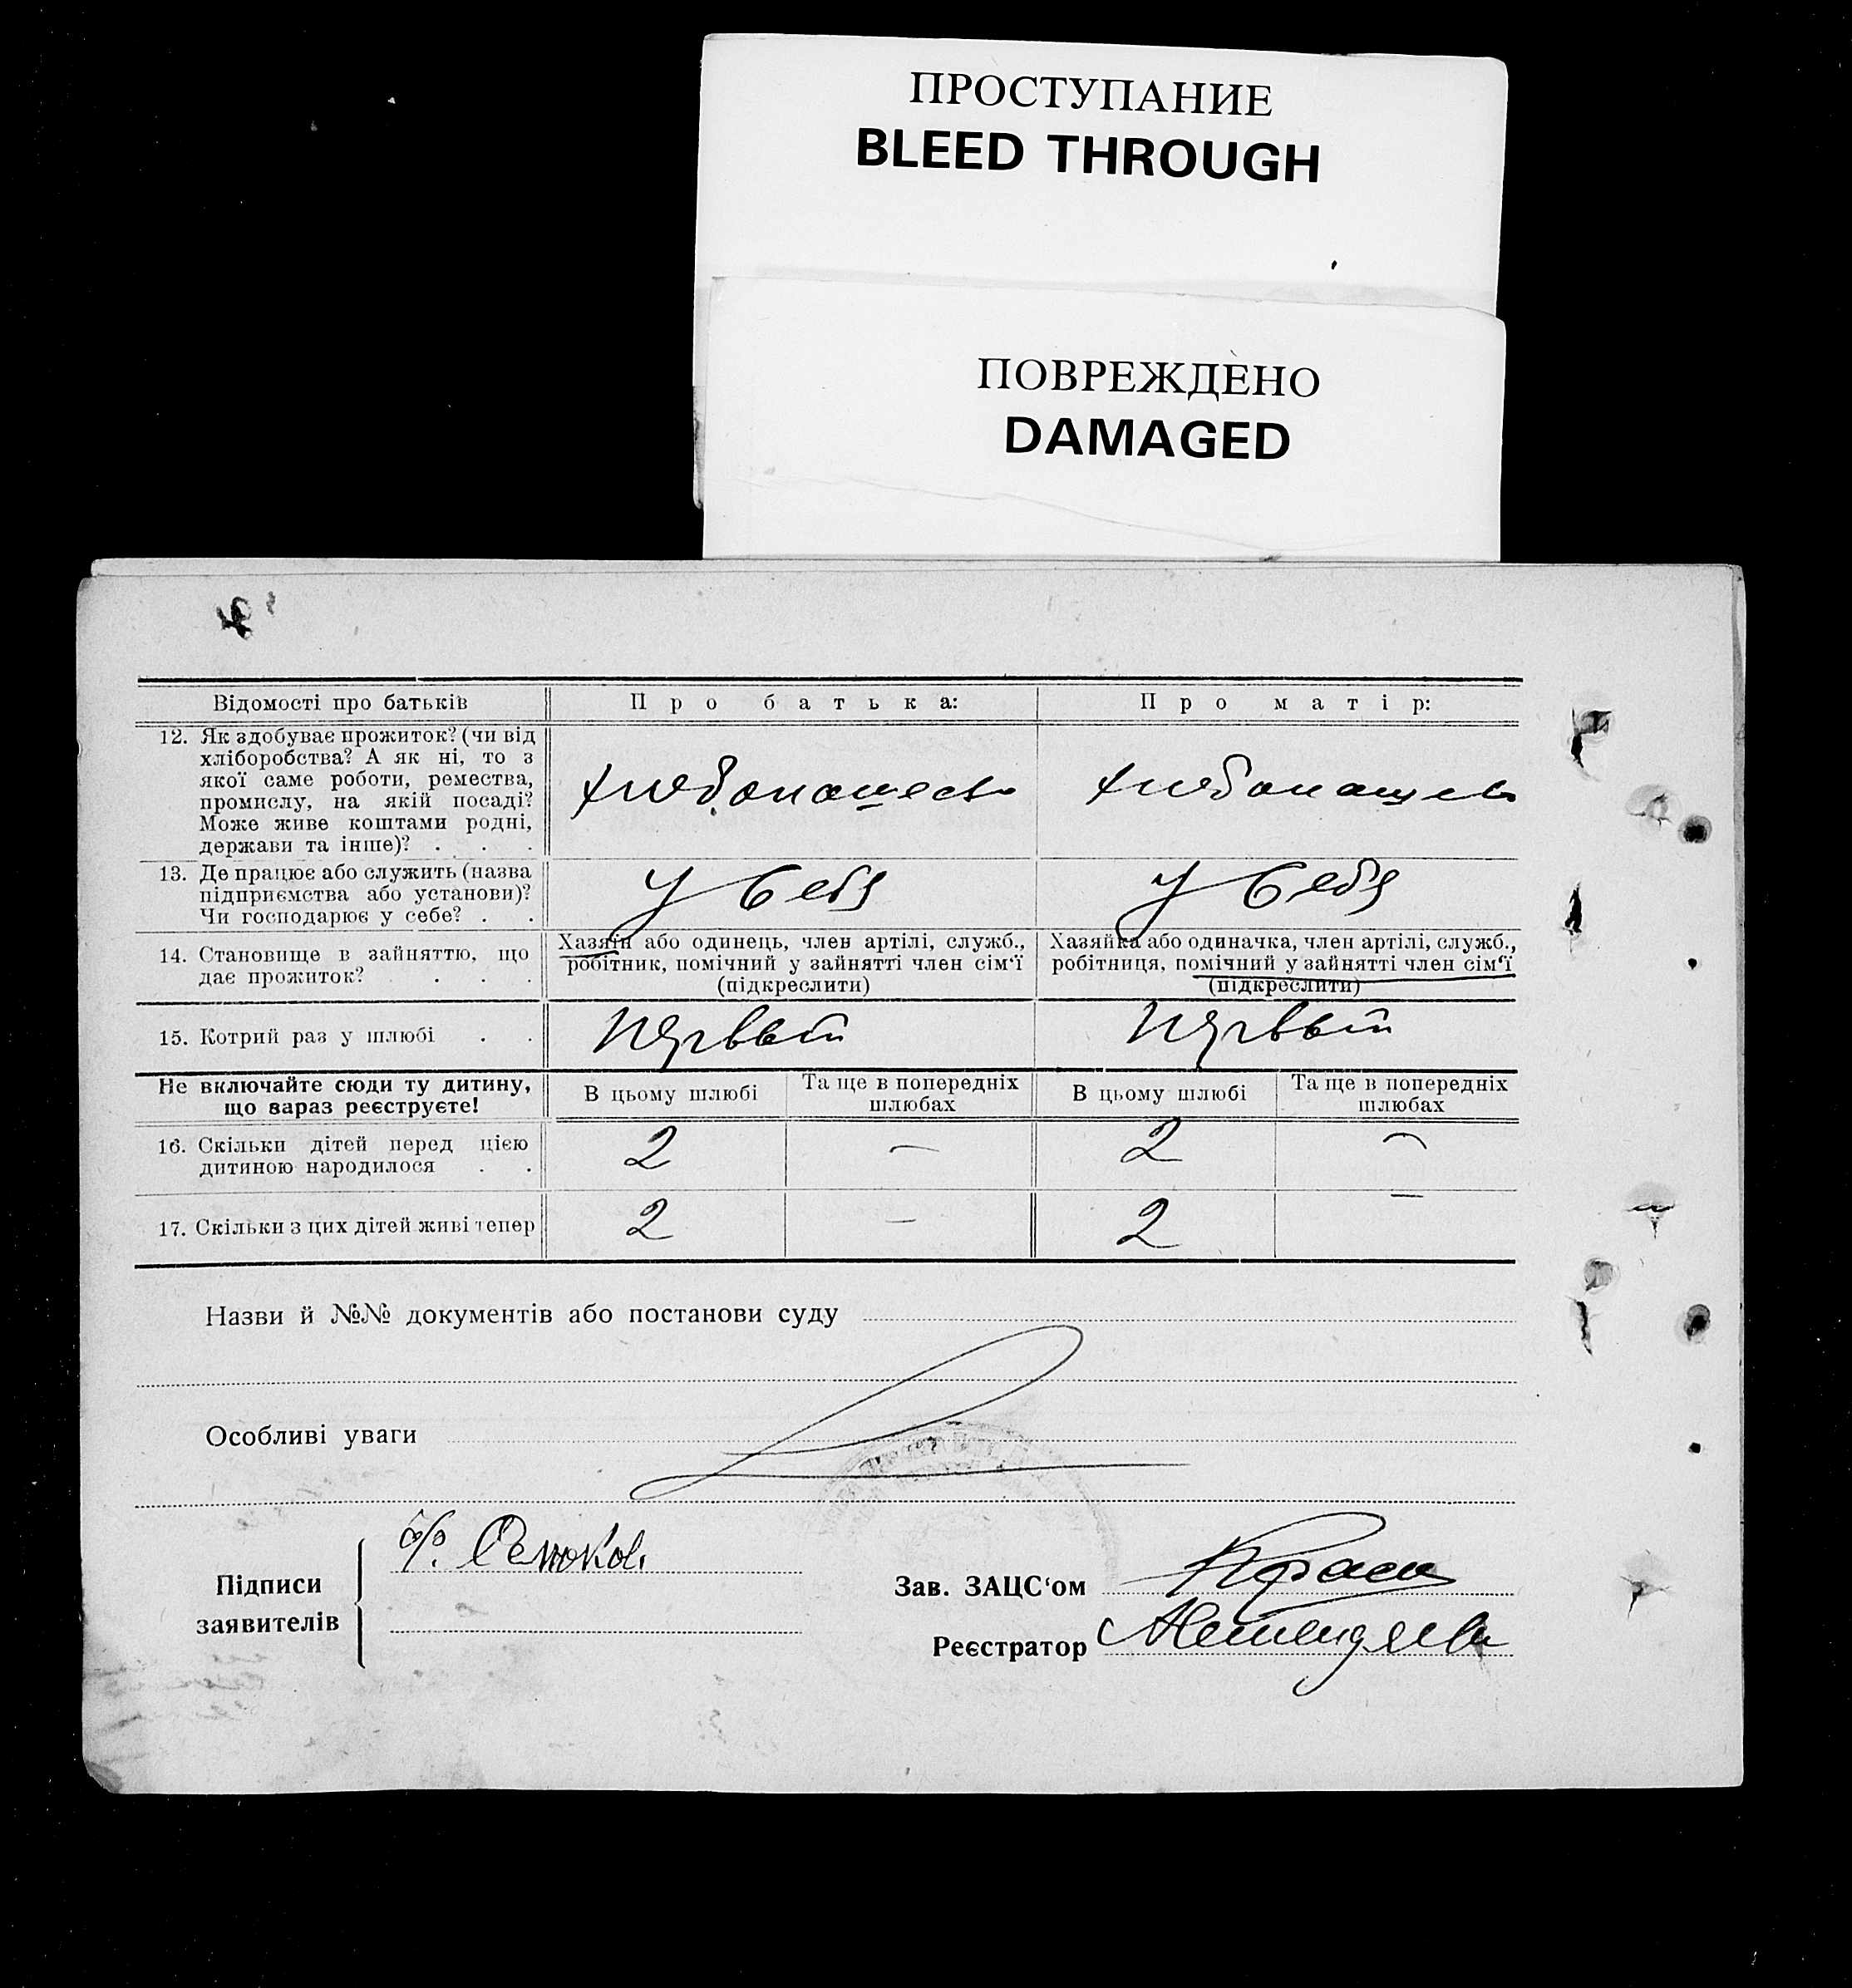 ПРОСТУПАНИЕ
BLEED THROUGH
ПОВРЕЖДЕНО
DAMAGED
Відомості про батьків
Про батька:
Про матір:
12. Як здобуває прожиток? (чи від
хліборобства? А як ні, то з
якої саме роботи, ремества,
промислу, на якій посаді?
Може живе коштами родні,
держави та інше)? . . .
хлебопашест
хлебопашест
13. Де працює або служить (назва
підприємства або установи)?
Чи господарює у себе? . .
у себя
у себя
14. Становище в зайняттю, що
дає прожиток? . . .
Хазяїн або одинець, член артілі, служб.,
робітник, помічний у зайнятті член сім'ї
(підкреслити)
Хазяйка або одиначка, член артілі, служб.,
робітниця, помічний у зайнятті член сім'ї
(підкреслити)
15. Котрий раз у шлюбі . .
первый
первый
Не включайте сюди ту дитину,
що вараз реєструєте!
В цьому шлюбі
Та ще в попередніх
шлюбах
В цьому шлюбі
Та ще в попередніх
шлюбах
16. Скільки дітей перед цією
дитиною народилося . .
2 — 2 —
17. Скільки з цих дітей живі тепер
2 — 2 —
Назви й №№ документів або постанови суду
Особливі уваги
Підписи
заявителів
Зав. ЗАЦС'ом
Реєстратор